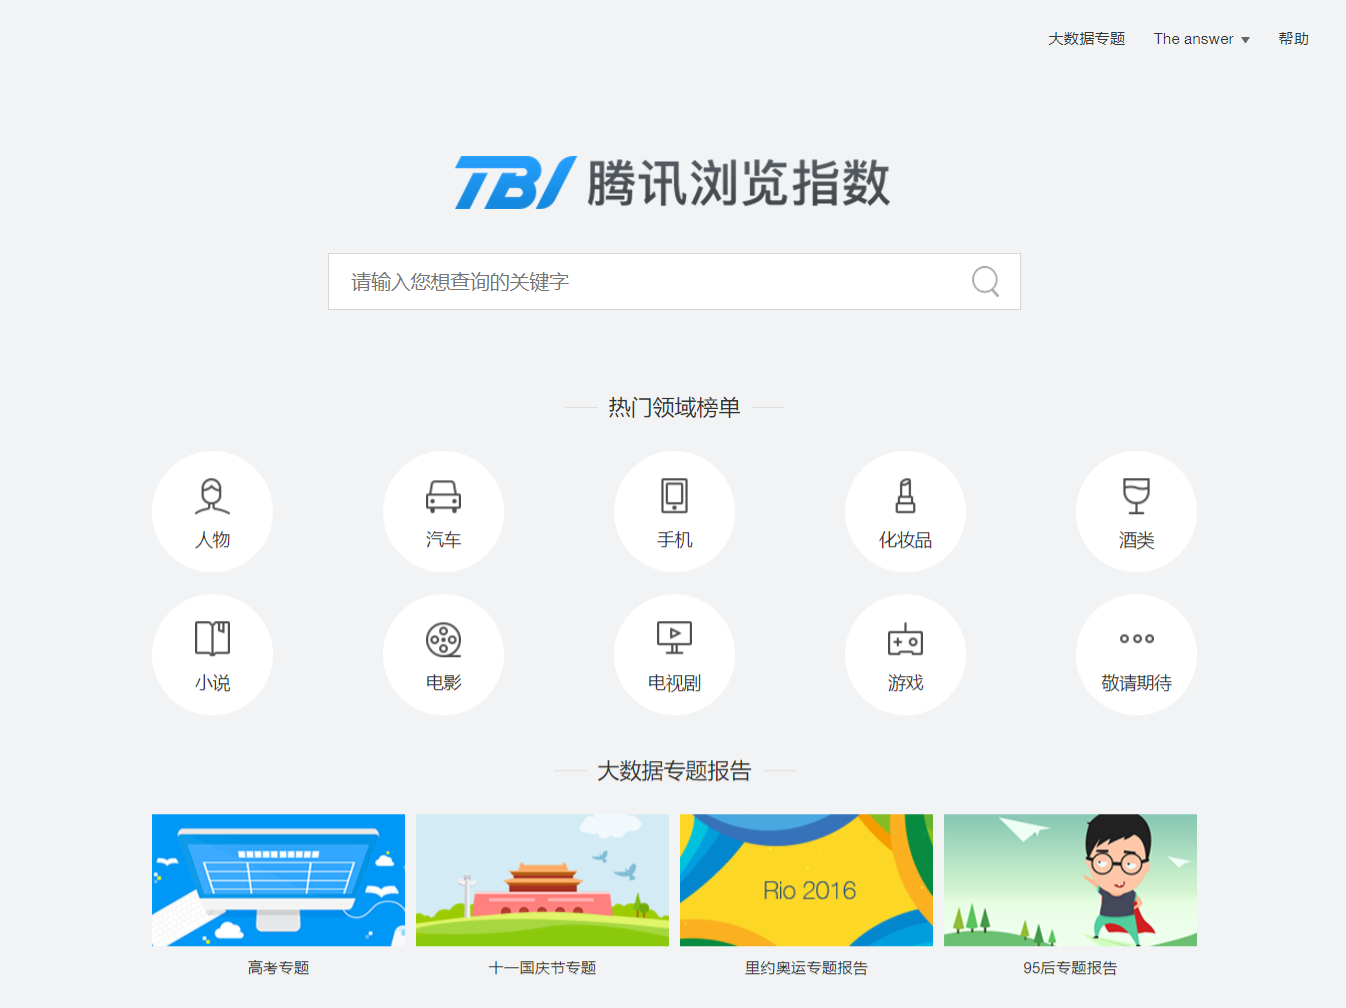 大数据专题 The answer 帮助
TBI 腾讯浏览指数
请输入您想查询的关键字
热门领域榜单
人物 汽车 手机 化妆品 酒类
小说 电影 电视剧 游戏 敬请期待
大数据专题报告
Rio 2016
高考专题 十一国庆节专题 里约奥运专题报告 95后专题报告